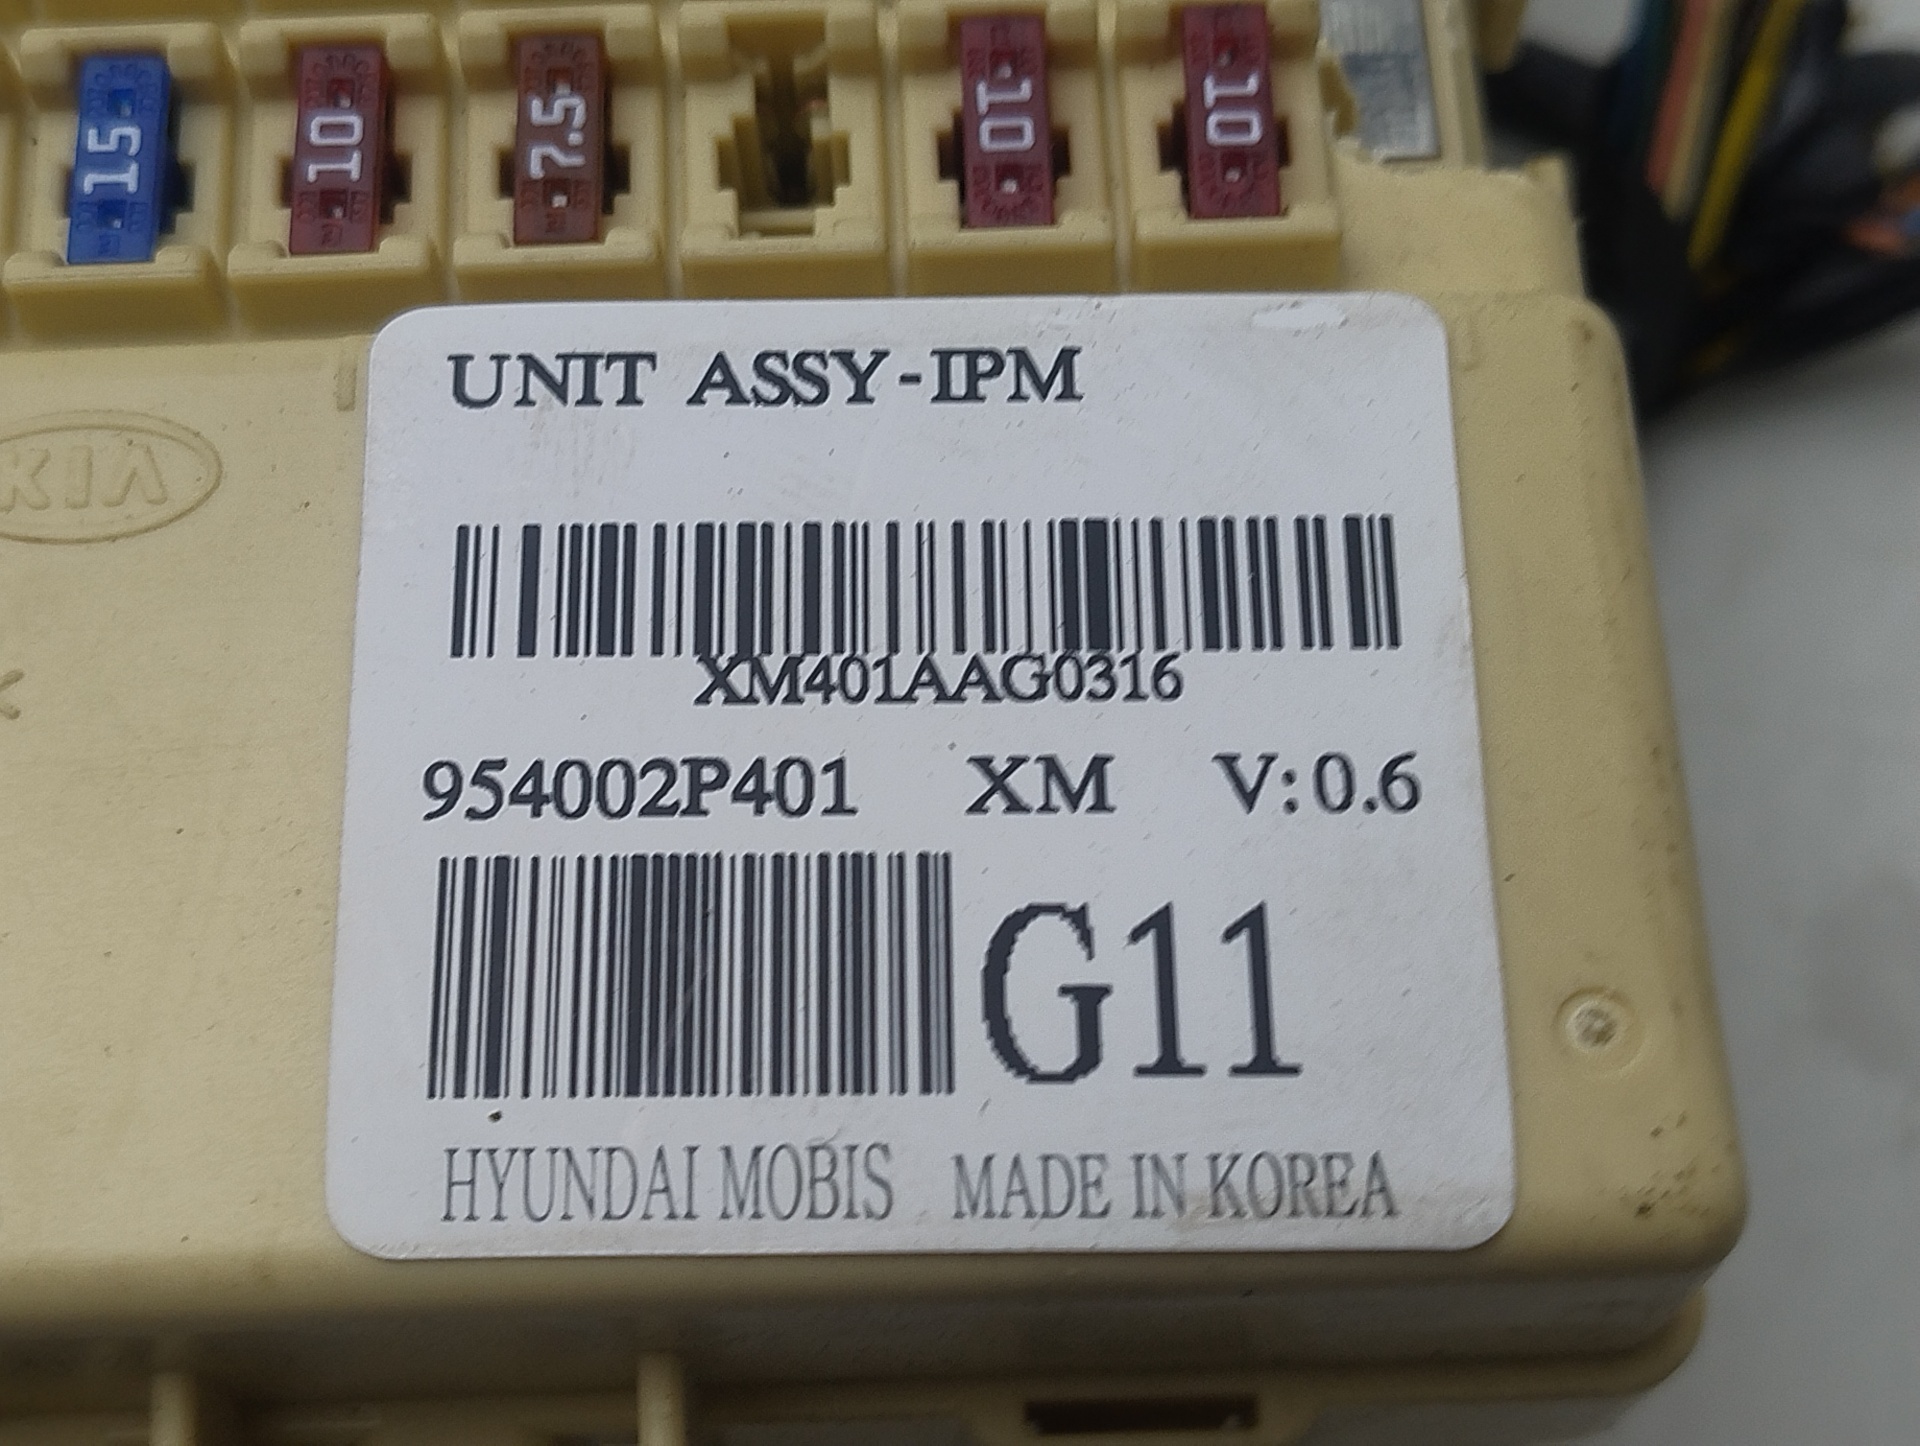 15 10 7.5 10 10
UNIT ASSY-IPM
KIA
XM401AAG0316
954002P401 XM V:0.6
G11
HYUNDAI MOBIS MADE IN KOREA